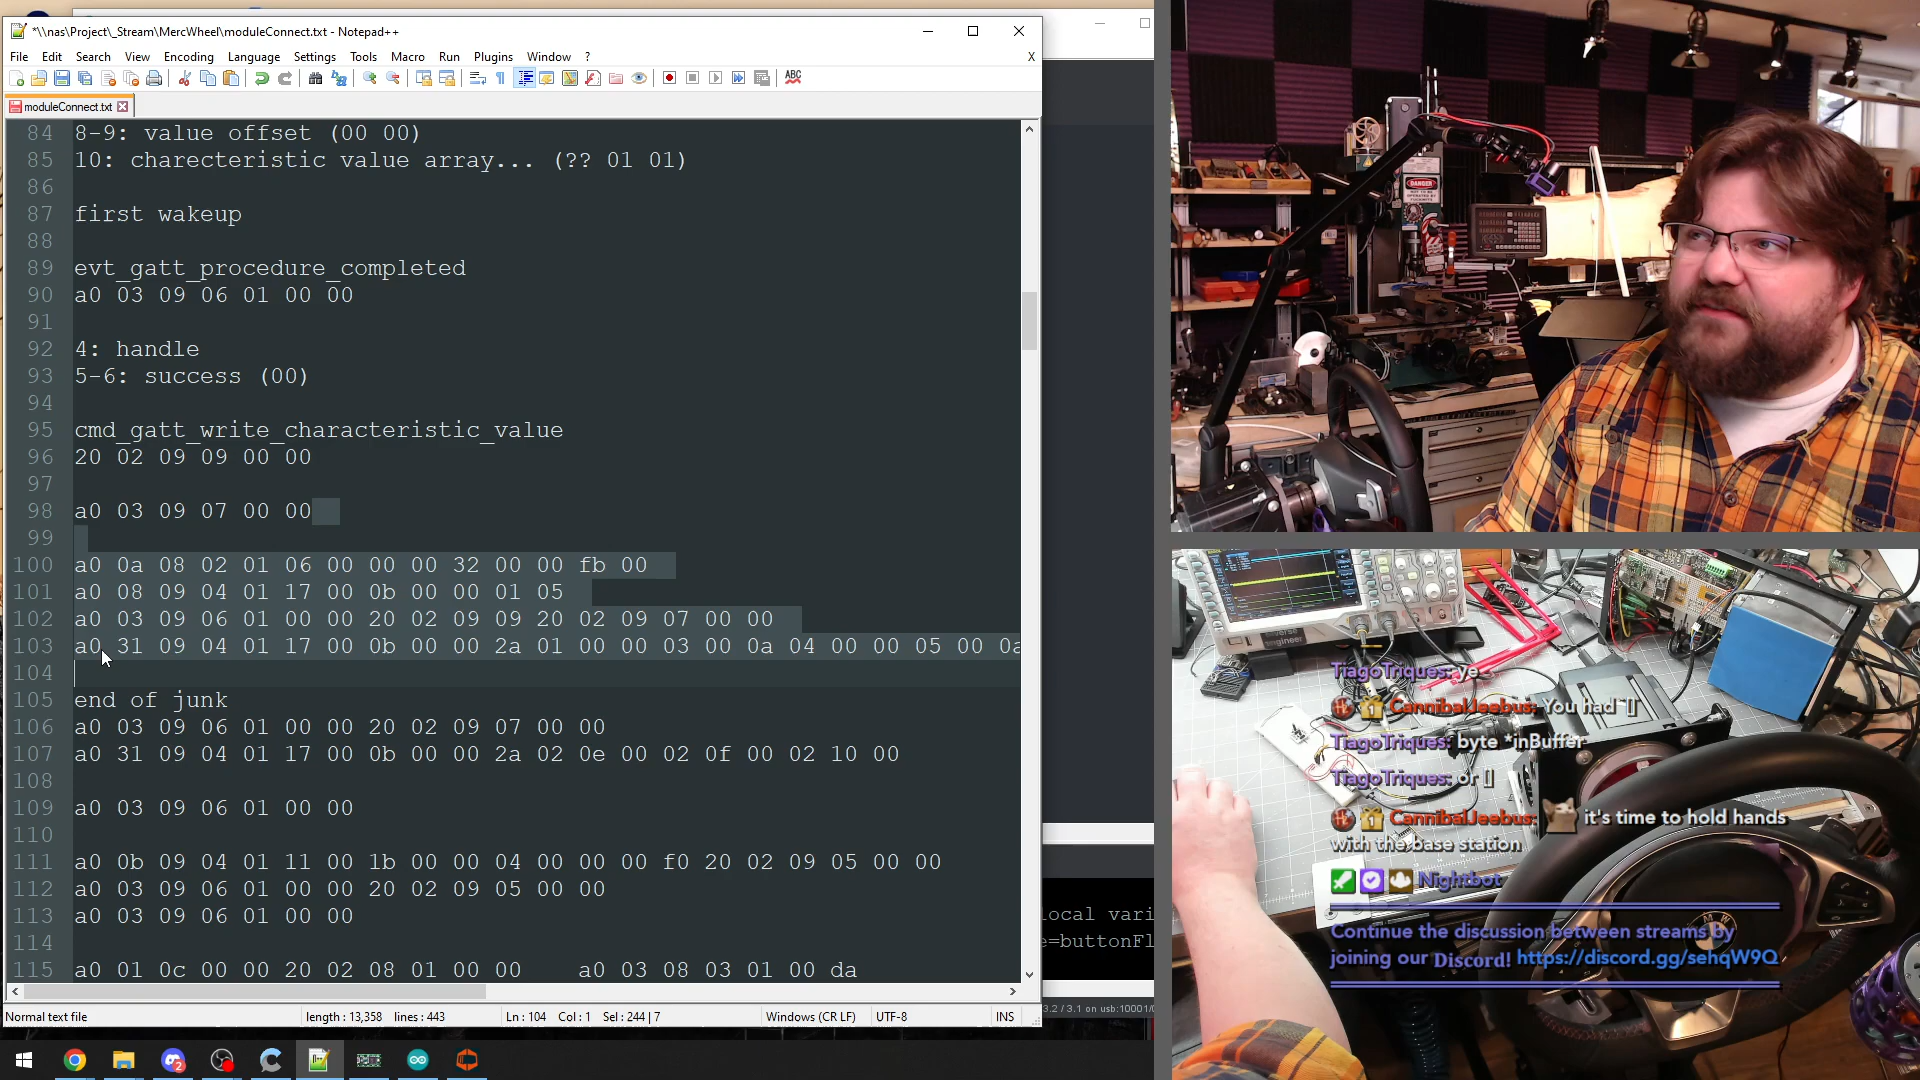 *\\nas\Project\_Stream\MercWheel\moduleConnect.txt - Notepad++
File Edit Search View Encoding Language Settings Tools Macro Run Plugins Window ? X
ABC
moduleConnect.txt
84 8-9: value offset (00 00)
85 10: charecteristic value array... (?? 01 01)
86
87 first wakeup
88
89 evt_gatt_procedure_completed
90 a0 03 09 06 01 00 00
91
92 4: handle
93 5-6: success (00)
94
95 cmd_gatt_write_characteristic_value
96 20 02 09 09 00 00
97
98 a0 03 09 07 00 00
99
100 a0 0a 08 02 01 06 00 00 00 32 00 00 fb 00
101 a0 08 09 04 01 17 00 0b 00 00 01 05
102 a0 03 09 06 01 00 00 20 02 09 09 20 02 09 07 00 00
103 a0 31 09 04 01 17 00 0b 00 00 2a 01 00 00 03 00 0a 04 00 00 05 00 0a
104
105 end of junk
106 a0 03 09 06 01 00 00 20 02 09 07 00 00
107 a0 31 09 04 01 17 00 0b 00 00 2a 02 0e 00 02 0f 00 02 10 00
108
109 a0 03 09 06 01 00 00
110
111 a0 0b 09 04 01 11 00 1b 00 00 04 00 00 00 f0 20 02 09 05 00 00
112 a0 03 09 06 01 00 00 20 02 09 05 00 00
113 a0 03 09 06 01 00 00
114
115 a0 01 0c 00 00 20 02 08 01 00 00 a0 03 08 03 01 00 da
Normal text file length : 13,358 lines : 443 Ln : 104 Col : 1 Sel : 244 | 7 Windows (CR LF) UTF-8 INS
local vari
e=buttonFl
3.2 / 3.1 on usb:10001/
2
DANGER
TiagoTriques: ye
CannibalJeebus: You had "[]
TiagoTriques: byte *inBuffer
TiagoTriques: or []
CannibalJeebus: it's time to hold hands
with the base station
Nightbot
Continue the discussion between streams by
joining our Discord! https://discord.gg/sehqW9Q